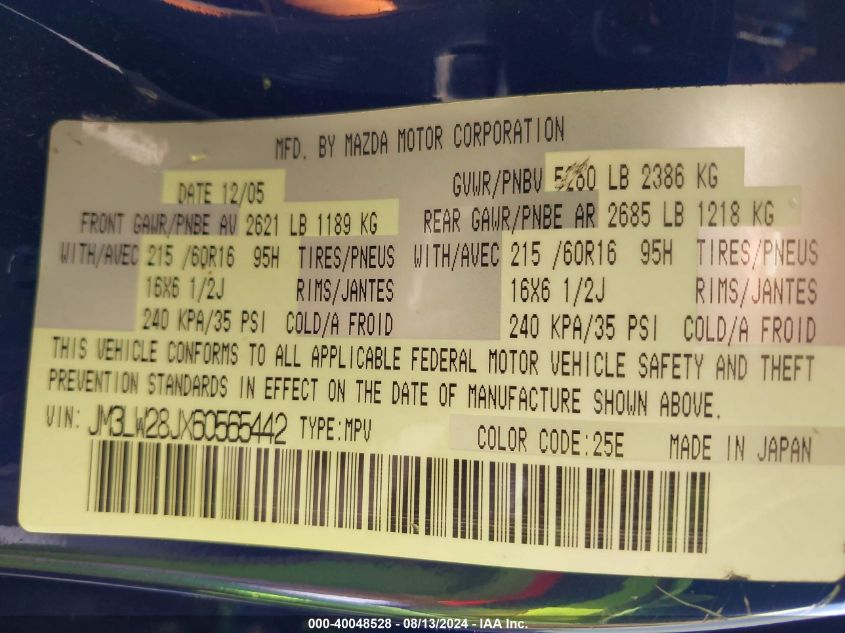 MFD. BY MAZDA MOTOR CORPORATION
DATE 12/05 GVWR/PNBV 5260 LB 2386 KG
FRONT GAWR/PNBE AV 2621 LB 1189 KG REAR GAWR/PNBE AR 2685 LB 1218 KG
WITH/AVEC 215 /60R16 95H TIRES/PNEUS WITH/AVEC 215 /60R16 95H TIRES/PNEUS
16X6 1/2J RIMS/JANTES 16X6 1/2J RIMS/JANTES
240 KPA/35 PSI COLD/A FROID 240 KPA/35 PSI COLD/A FROID
THIS VEHICLE CONFORMS TO ALL APPLICABLE FEDERAL MOTOR VEHICLE SAFETY AND THEFT
PREVENTION STANDARDS IN EFFECT ON THE DATE OF MANUFACTURE SHOWN ABOVE.
VIN: JM3LW28JX60565442 TYPE:MPV COLOR CODE:25E MADE IN JAPAN
000-40048528 - 08/13/2024 - IAA Inc.